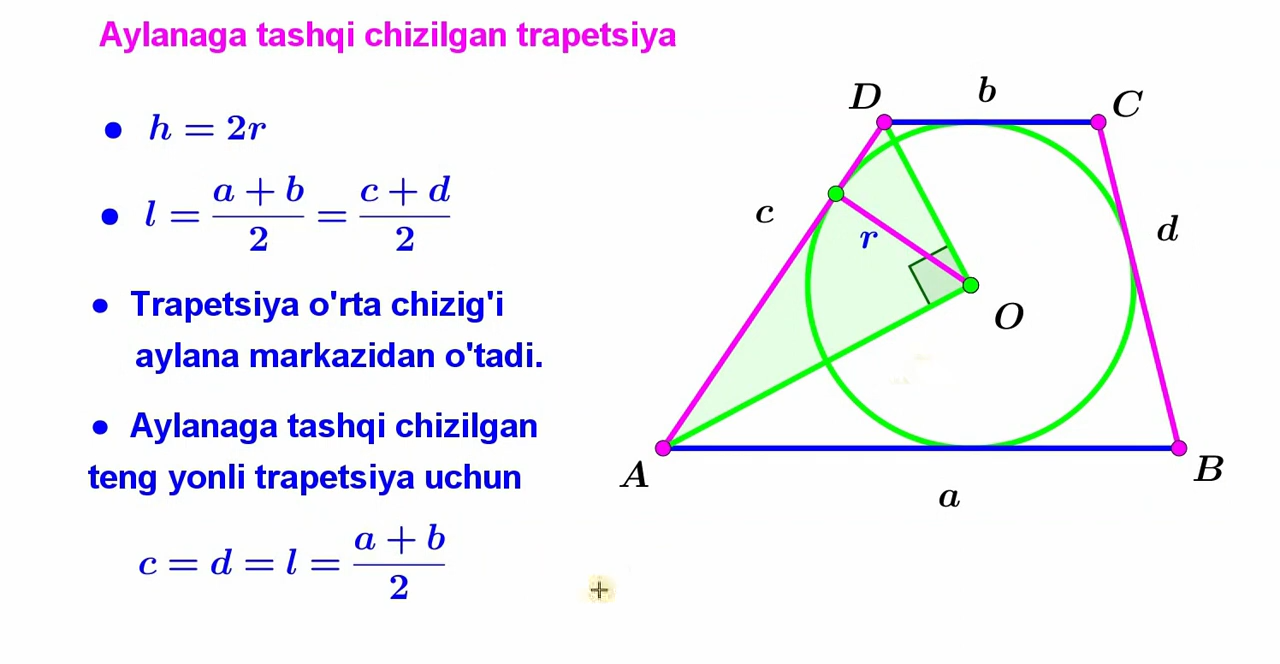 Aylanaga tashqi chizilgan trapetsiya
• h = 2r
• l = (a + b)/2 = (c + d)/2
• Trapetsiya o'rta chizig'i
aylana markazidan o'tadi.
• Aylanaga tashqi chizilgan
teng yonli trapetsiya uchun
c = d = l = (a + b)/2
D b C
c r d
O
A B
a